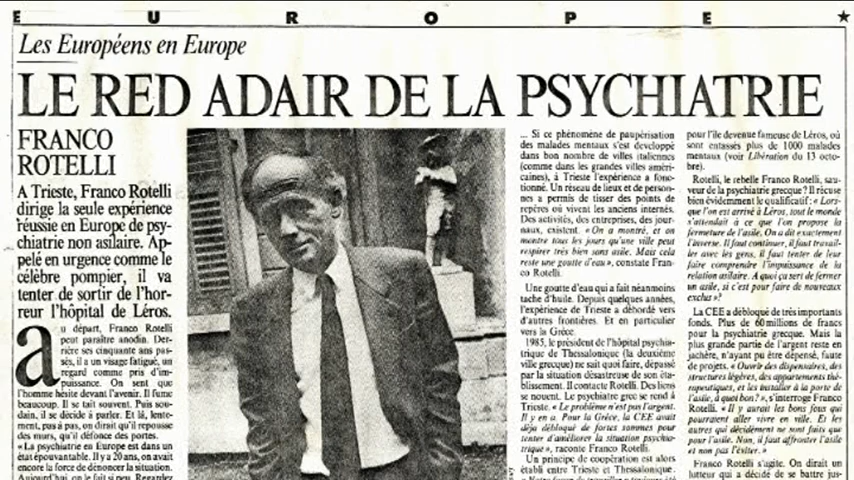 E U R O P E ★
Les Européens en Europe
LE RED ADAIR DE LA PSYCHIATRIE
FRANCO
ROTELLI
A Trieste, Franco Rotelli
dirige la seule expérience
réussie en Europe de psy-
chiatrie non asilaire. Ap-
pelé en urgence comme le
célèbre pompier, il va
tenter de sortir de l'hor-
reur l'hôpital de Léros.
au départ, Franco Rotelli
peut paraître anodin. Der-
rière ses cinquante ans pas-
sés, il a un visage fatigué, un
regard comme pris d'im-
puissance. On sent que
l'homme hésite devant l'avenir. Il fume
beaucoup. Il se tait souvent. Puis sou-
dain, il se décide à parler. Et là, lente-
ment, pas à pas, on dirait qu'il repousse
des murs, qu'il défonce des portes.
« La psychiatrie en Europe est dans un
état épouvantable. Il y a 20 ans, on avait
encore la force de dénoncer la situation.
Aujourd'hui, on le fait si peu. Regardez
... Si ce phénomène de paupérisation
des malades mentaux s'est développé
dans bon nombre de villes italiennes
(comme dans les grandes villes améri-
caines), à Trieste l'expérience a fonc-
tionné. Un réseau de lieux et de person-
nes a permis de tisser des points de
repères où vivent les anciens internés.
Des activités, des entreprises, des jour-
naux, existent. « On a montré, et on
montre tous les jours qu'une ville peut
respirer très bien sans asile. Mais cela
reste une goutte d'eau », constate Fran-
co Rotelli.
Une goutte d'eau qui a fait néanmoins
tache d'huile. Depuis quelques années,
l'expérience de Trieste a débordé vers
d'autres frontières. Et en particulier
vers la Grèce.
1985, le président de l'hôpital psychia-
trique de Thessalonique (la deuxième
ville grecque) ne sait quoi faire, dépassé
par la situation désastreuse de son éta-
blissement. Il contacte Rotelli. Des liens
se nouent. Le psychiatre grec se rend à
Trieste. « Le problème n'est pas l'argent.
Il y en a. Pour la Grèce, la CEE avait
déjà débloqué de fortes sommes pour
tenter d'améliorer la situation psychia-
trique », raconte Franco Rotelli.
Un principe de coopération est alors
établi entre Trieste et Thessalonique.
pour l'île devenue fameuse de Léros, où
sont entassés plus de 1000 malades
mentaux (voir Libération du 13 octo-
bre).
Rotelli, le rebelle Franco Rotelli, sau-
veur de la psychiatrie grecque? Il récuse
bien évidemment le qualificatif : « Lors-
que l'on est arrivé à Léros, tout le monde
s'attendait à ce que l'on propose la
fermeture de l'asile. On a dit exactement
l'inverse. Il faut continuer, il faut travail-
ler avec les gens, il faut tenter de leur
faire comprendre l'impuissance de la
relation asilaire. A quoi ça sert de fermer
un asile, si c'est pour faire de nouveaux
exclus?
La CEE a débloqué de très importants
fonds. Plus de 60 millions de francs
pour la psychiatrie grecque. Mais la
plus grande partie de l'argent reste en
jachère, n'ayant pu être dépensé, faute
de projets. « Ouvrir des dispensaires, des
structures légères, des appartements thé-
rapeutiques, et les installer à la porte de
l'asile, à quoi bon? », s'interroge Franco
Rotelli. « Il y aurait les bons fous qui
pourraient aller vivre en ville. Et les
autres qui décidément ne sont faits que
pour l'asile. Non, il faut affronter l'asile
et non pas l'éviter. »
Franco Rotelli s'agite. On dirait un
lutteur qui a décidé de se battre jus-